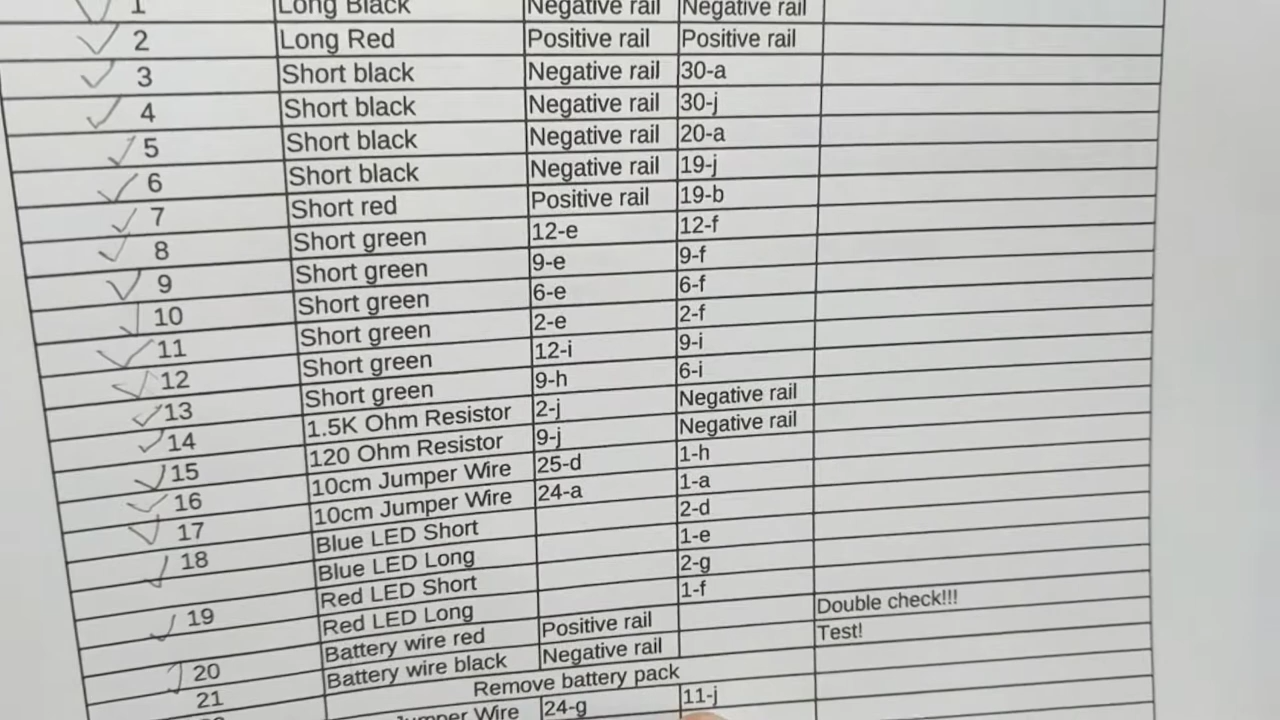 1 Long Black Negative rail Negative rail
2 Long Red Positive rail Positive rail
3 Short black Negative rail 30-a
4 Short black Negative rail 30-j
5 Short black Negative rail 20-a
6 Short black Negative rail 19-j
7 Short red Positive rail 19-b
8 Short green 12-e 12-f
9 Short green 9-e 9-f
10 Short green 6-e 6-f
11 Short green 2-e 2-f
12 Short green 12-i 9-i
13 Short green 9-h 6-i
14 1.5K Ohm Resistor 2-j Negative rail
15 120 Ohm Resistor 9-j Negative rail
16 10cm Jumper Wire 25-d 1-h
17 10cm Jumper Wire 24-a 1-a
18 Blue LED Short 2-d
Blue LED Long 1-e
19 Red LED Short 2-g
Red LED Long 1-f
20 Battery wire red Positive rail Double check!!!
21 Battery wire black Negative rail Test!
Remove battery pack
Jumper Wire 24-g 11-j